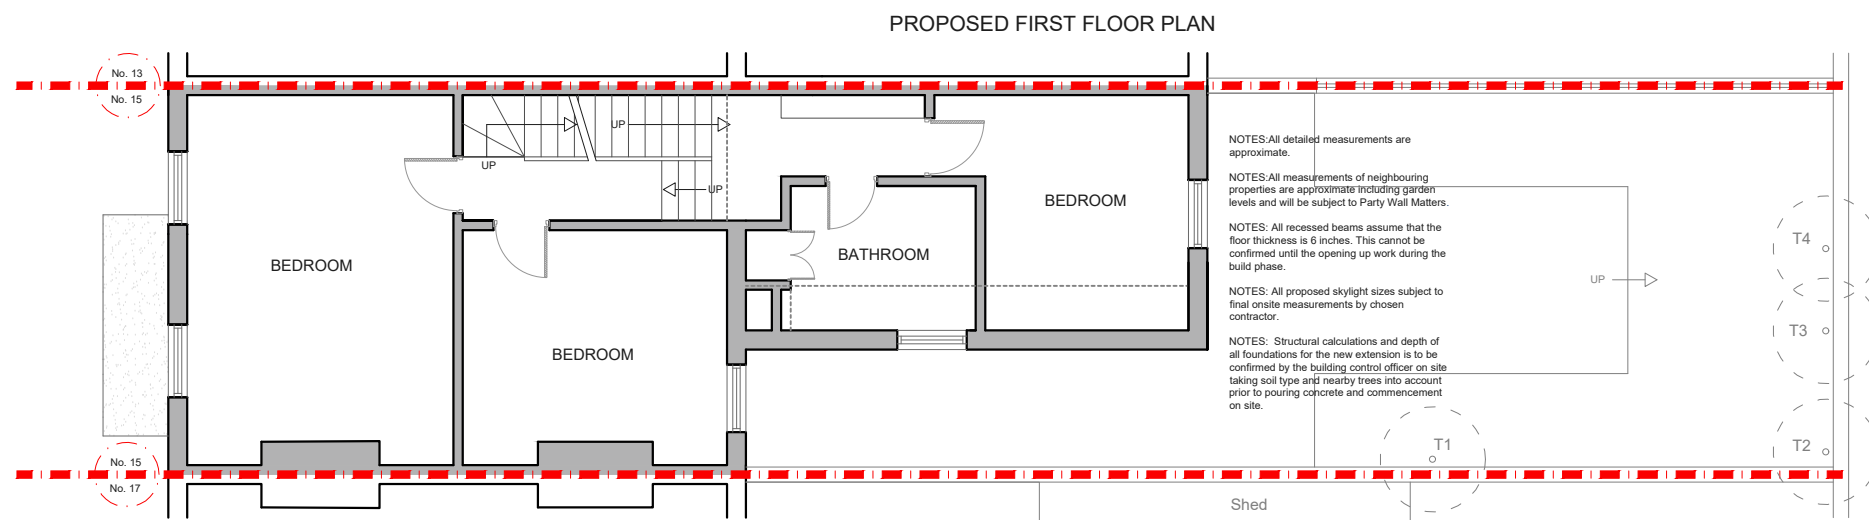 PROPOSED FIRST FLOOR PLAN
No. 13
No. 15
UP
UP
UP
BEDROOM
BEDROOM
BEDROOM
BATHROOM
NOTES:All detailed measurements are
approximate.
NOTES:All measurements of neighbouring
properties are approximate including garden
levels and will be subject to Party Wall Matters.
NOTES: All recessed beams assume that the
floor thickness is 6 inches. This cannot be
confirmed until the opening up work during the
build phase.
NOTES: All proposed skylight sizes subject to
final onsite measurements by chosen
contractor.
NOTES: Structural calculations and depth of
all foundations for the new extension is to be
confirmed by the building control officer on site
taking soil type and nearby trees into account
prior to pouring concrete and commencement
on site.
UP
T4
T3
T1
T2
No. 15
No. 17
Shed